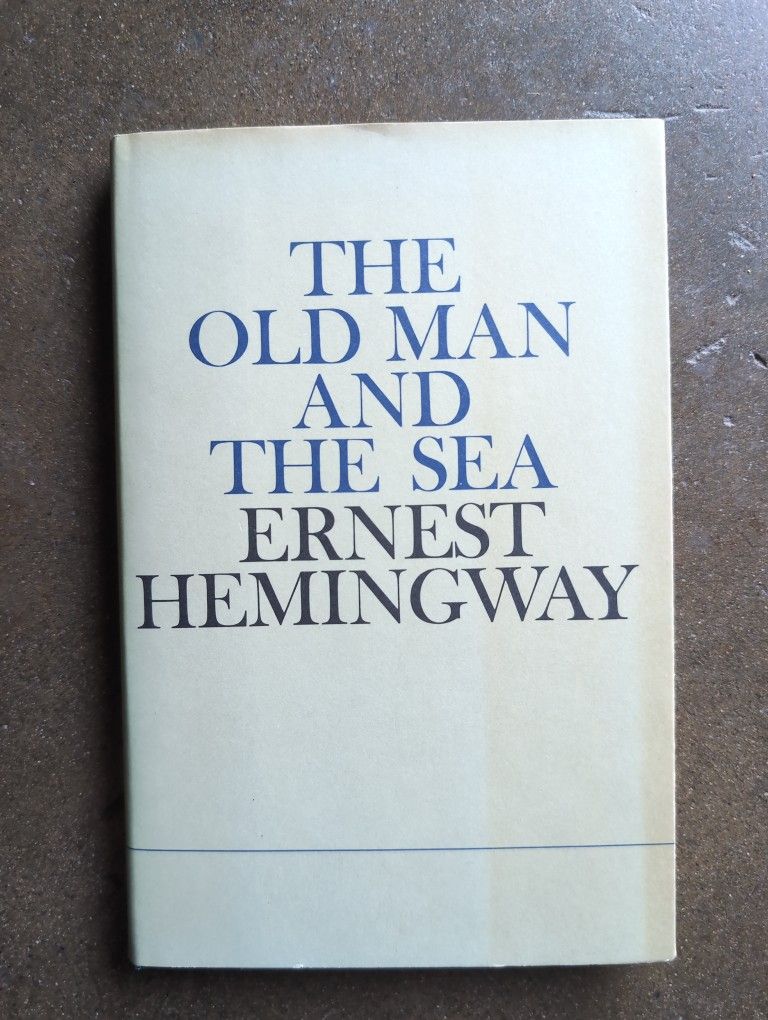 THE
OLD MAN
AND
THE SEA
ERNEST
HEMINGWAY